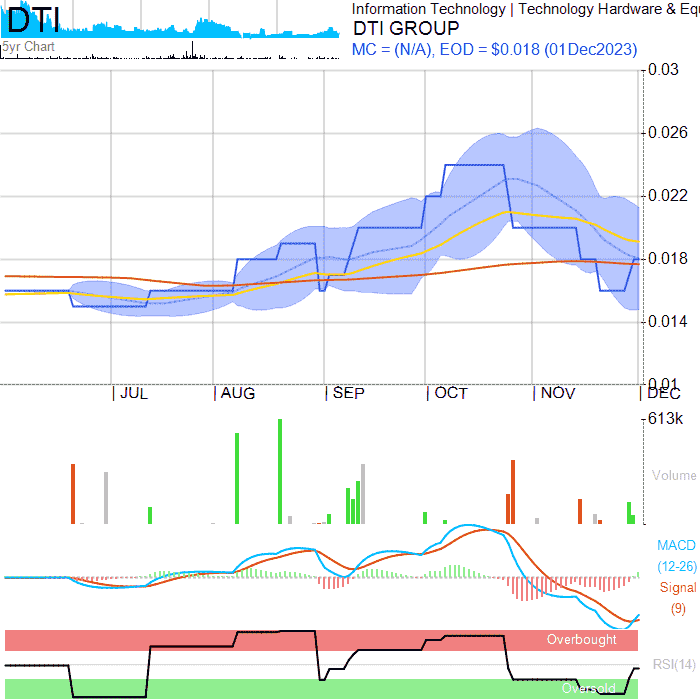 DTI
5yr Chart
Information Technology | Technology Hardware & Equ
DTI GROUP
MC = (N/A), EOD = $0.018 (01Dec2023)
0.03
0.026
0.022
0.018
0.014
0.01
JUL
AUG
SEP
OCT
NOV
DEC
613k
Volume
MACD
(12-26)
Signal
(9)
Overbought
RSI(14)
Oversold